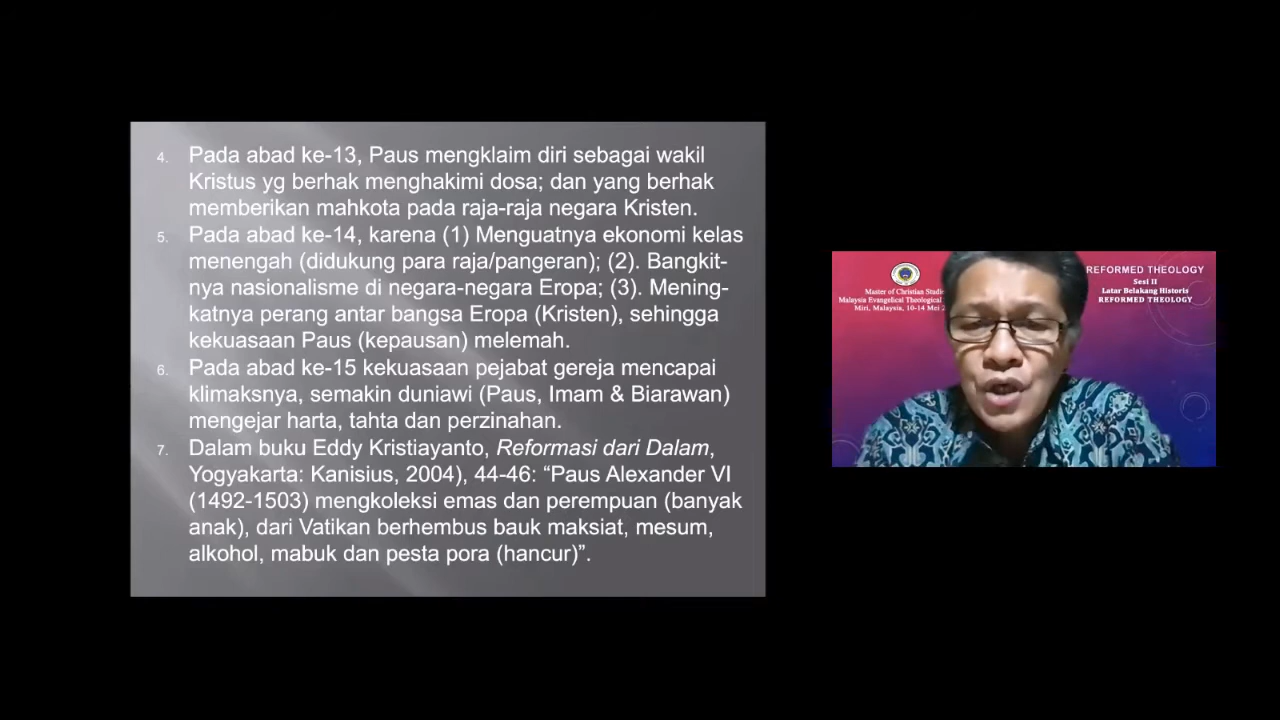 4. Pada abad ke-13, Paus mengklaim diri sebagai wakil
Kristus yg berhak menghakimi dosa; dan yang berhak
memberikan mahkota pada raja-raja negara Kristen.
5. Pada abad ke-14, karena (1) Menguatnya ekonomi kelas
menengah (didukung para raja/pangeran); (2). Bangkit-
nya nasionalisme di negara-negara Eropa; (3). Mening-
katnya perang antar bangsa Eropa (Kristen), sehingga
kekuasaan Paus (kepausan) melemah.
6. Pada abad ke-15 kekuasaan pejabat gereja mencapai
klimaksnya, semakin duniawi (Paus, Imam & Biarawan)
mengejar harta, tahta dan perzinahan.
7. Dalam buku Eddy Kristiayanto, Reformasi dari Dalam,
Yogyakarta: Kanisius, 2004), 44-46: “Paus Alexander VI
(1492-1503) mengkoleksi emas dan perempuan (banyak
anak), dari Vatikan berhembus bauk maksiat, mesum,
alkohol, mabuk dan pesta pora (hancur)”.
Master of Christian Studi
Malaysia Evangelical Theological
Miri, Malaysia, 10-14 Mei 2
REFORMED THEOLOGY
Sesi II
Latar Belakang Historis
REFORMED THEOLOGY